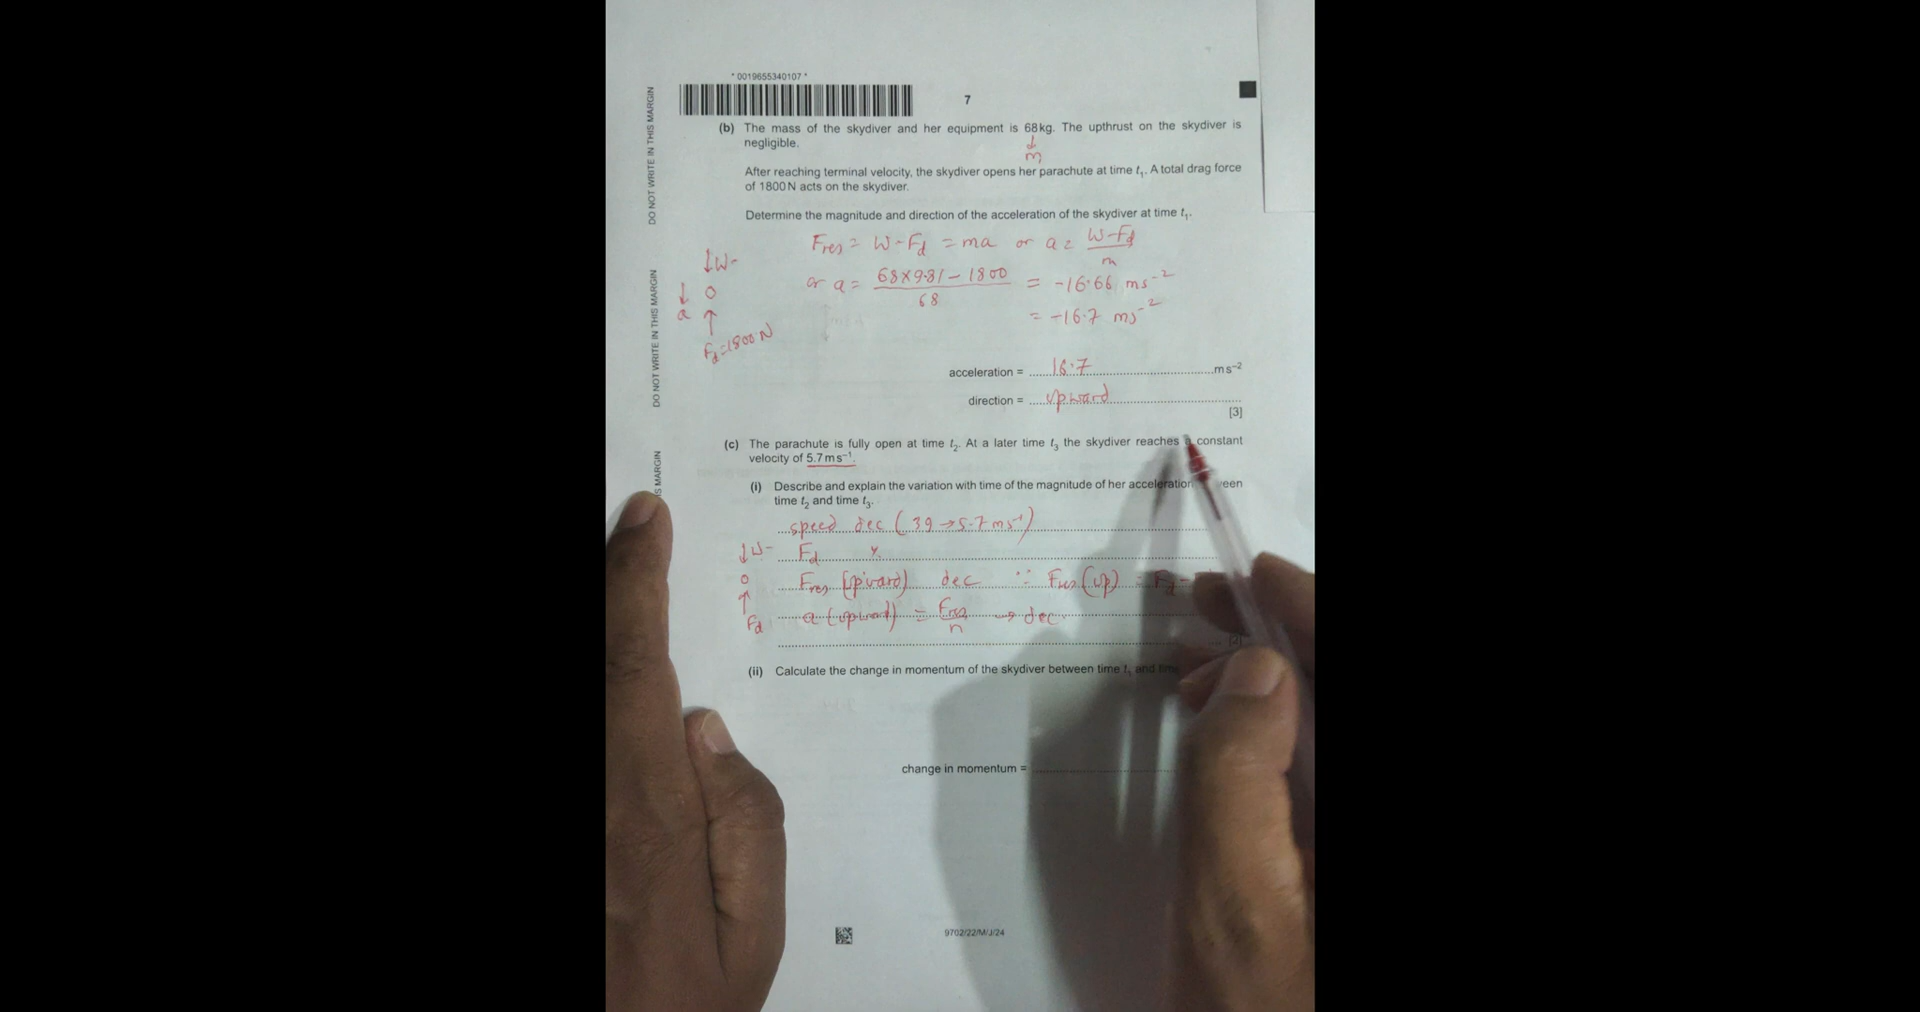 * 0019655340107 *
7
DO NOT WRITE IN THIS MARGIN
(b) The mass of the skydiver and her equipment is 68 kg. The upthrust on the skydiver is
negligible.
↓
m
After reaching terminal velocity, the skydiver opens her parachute at time t₁. A total drag force
of 1800 N acts on the skydiver.
Determine the magnitude and direction of the acceleration of the skydiver at time t₁.
Fres = W - Fd = ma or a = W-Fd / m
or a = 68×9.81 - 1800 / 68 = -16.66 ms⁻²
= -16.7 ms⁻²
↓W
↓ O
a ↑
Fd=1800N
DO NOT WRITE IN THIS MARGIN
acceleration = 16.7 m s⁻²
direction = upward
[3]
(c) The parachute is fully open at time t₂. At a later time t₃ the skydiver reaches a constant
velocity of 5.7 m s⁻¹.
S MARGIN
(i) Describe and explain the variation with time of the magnitude of her acceleration een
time t₂ and time t₃.
speed dec (39 → 5.7 ms⁻¹)
↓W Fd
O Fres (upward) dec ∵ Fres (up) = Fd -
↑ a (upward) = Fres / m → dec
Fd
(ii) Calculate the change in momentum of the skydiver between time t₁ and time
change in momentum =
9702/22/M/J/24